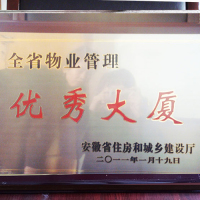 全省物业管理
优秀大厦
安徽省住房和城乡建设厅
二〇一一年一月十九日